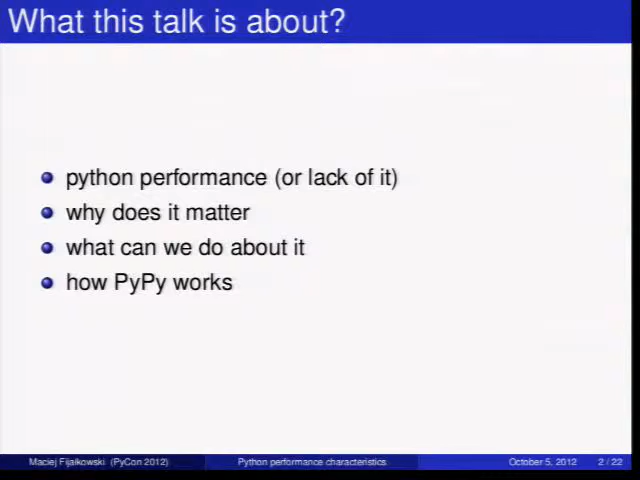 What this talk is about?
python performance (or lack of it)
why does it matter
what can we do about it
how PyPy works
Maciej Fijalkowski (PyCon 2012)
Python performance characteristics
October 5, 2012
2 / 22